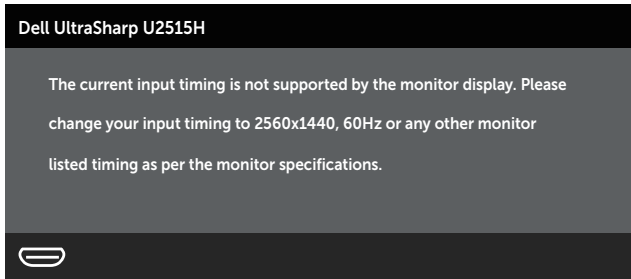 Dell UltraSharp U2515H
The current input timing is not supported by the monitor display. Please
change your input timing to 2560x1440, 60Hz or any other monitor
listed timing as per the monitor specifications.